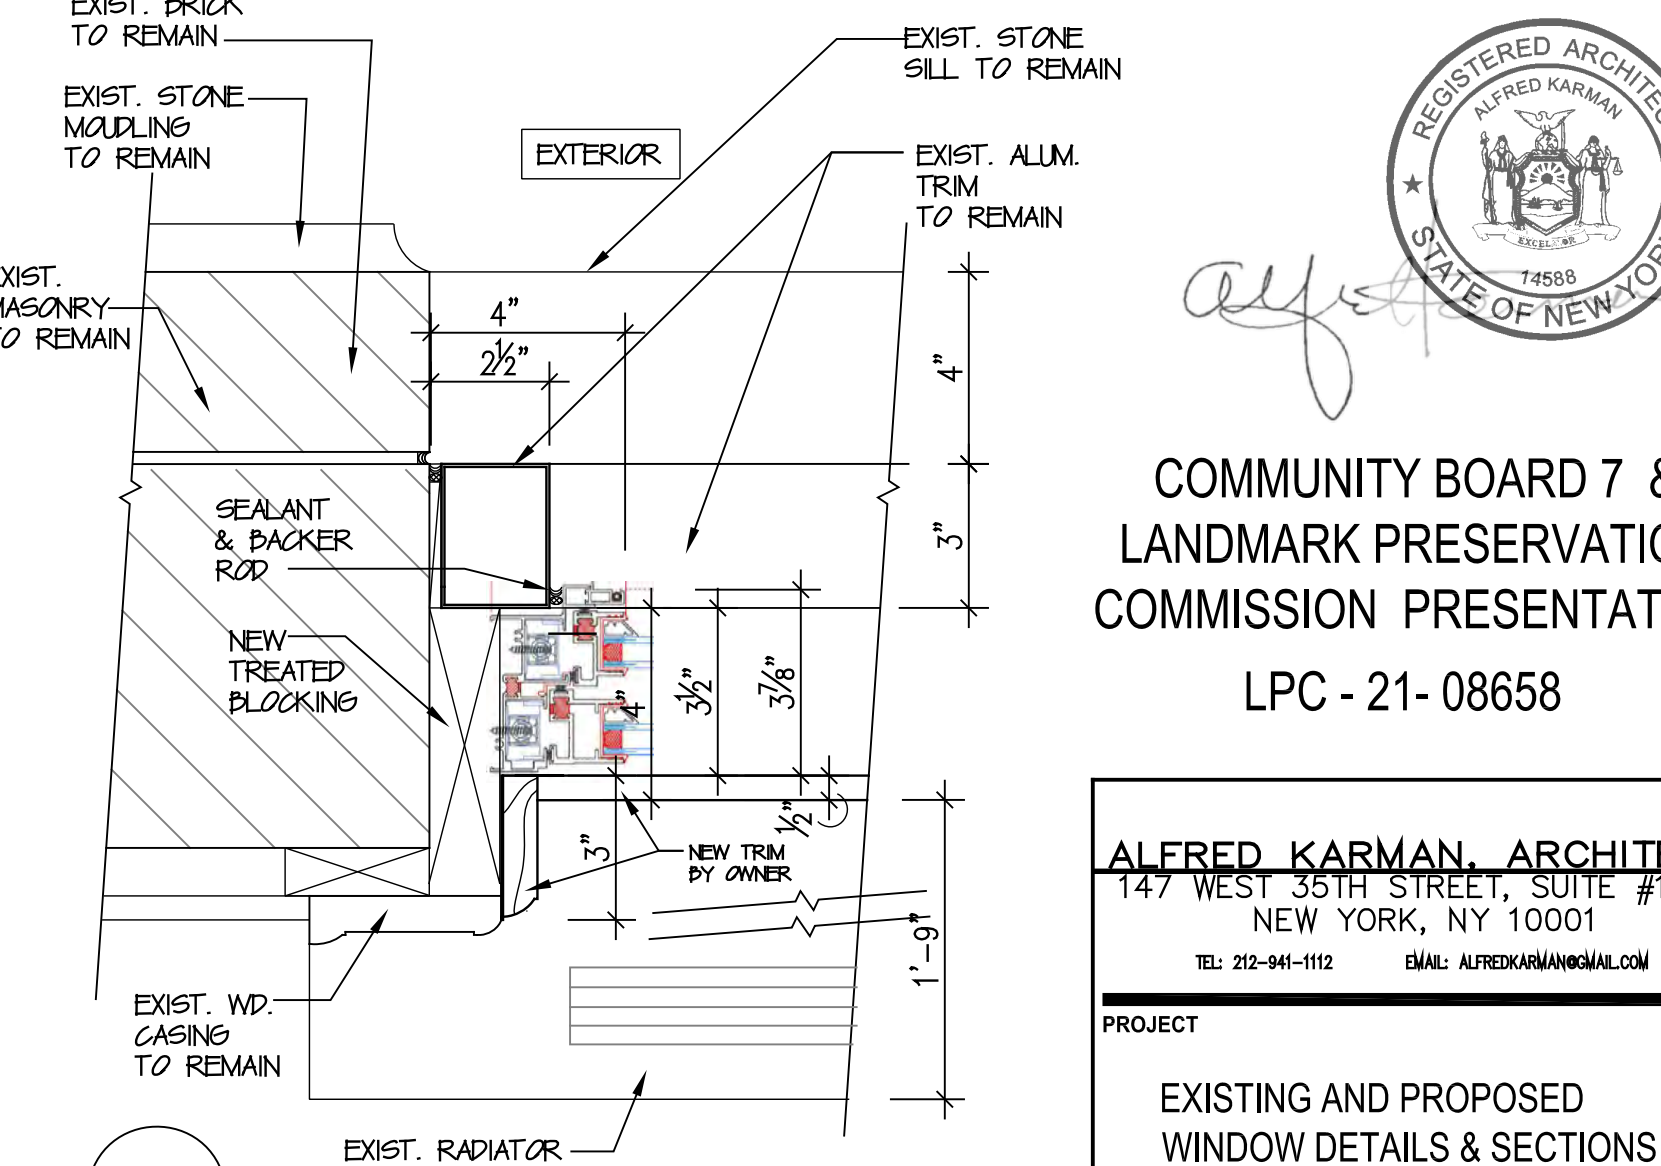 EXIST. BRICK
TO REMAIN
EXIST. STONE
MOUDLING
TO REMAIN
EXIST.
MASONRY
TO REMAIN
EXTERIOR
EXIST. STONE
SILL TO REMAIN
EXIST. ALUM.
TRIM
TO REMAIN
4"
2½"
4"
3"
SEALANT
& BACKER
ROD
NEW
TREATED
BLOCKING
4"
3½"
3⅞"
½"
3"
NEW TRIM
BY OWNER
1'-9"
EXIST. WD.
CASING
TO REMAIN
EXIST. RADIATOR
REGISTERED ARCHITEC
ALFRED KARMAN
EXCELSIOR
14588
STATE OF NEW YOR
COMMUNITY BOARD 7 &
LANDMARK PRESERVATIO
COMMISSION PRESENTAT
LPC - 21- 08658
ALFRED KARMAN, ARCHITE
147 WEST 35TH STREET, SUITE #1
NEW YORK, NY 10001
TEL: 212-941-1112 EMAIL: ALFREDKARMAN@GMAIL.COM
PROJECT
EXISTING AND PROPOSED
WINDOW DETAILS & SECTIONS